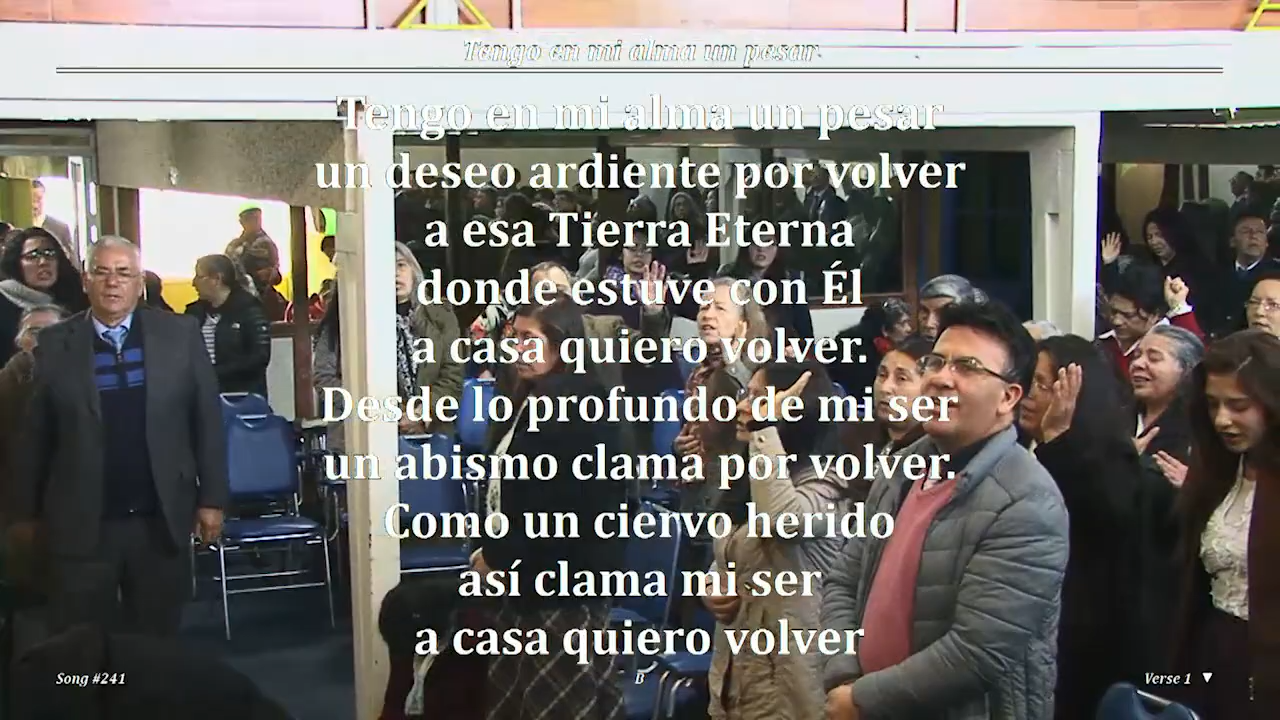 Tengo en mi alma un pesar
Tengo en mi alma un pesar
un deseo ardiente por volver
a esa Tierra Eterna
donde estuve con Él
a casa quiero volver.
Desde lo profundo de mi ser
un abismo clama por volver.
Como un ciervo herido
así clama mi ser
a casa quiero volver
Song #241
B
Verse 1 ▼